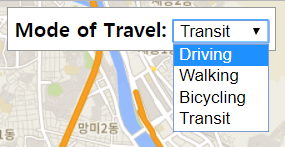 Mode of Travel: Transit
Driving
Walking
Bicycling
Transit
망미2동